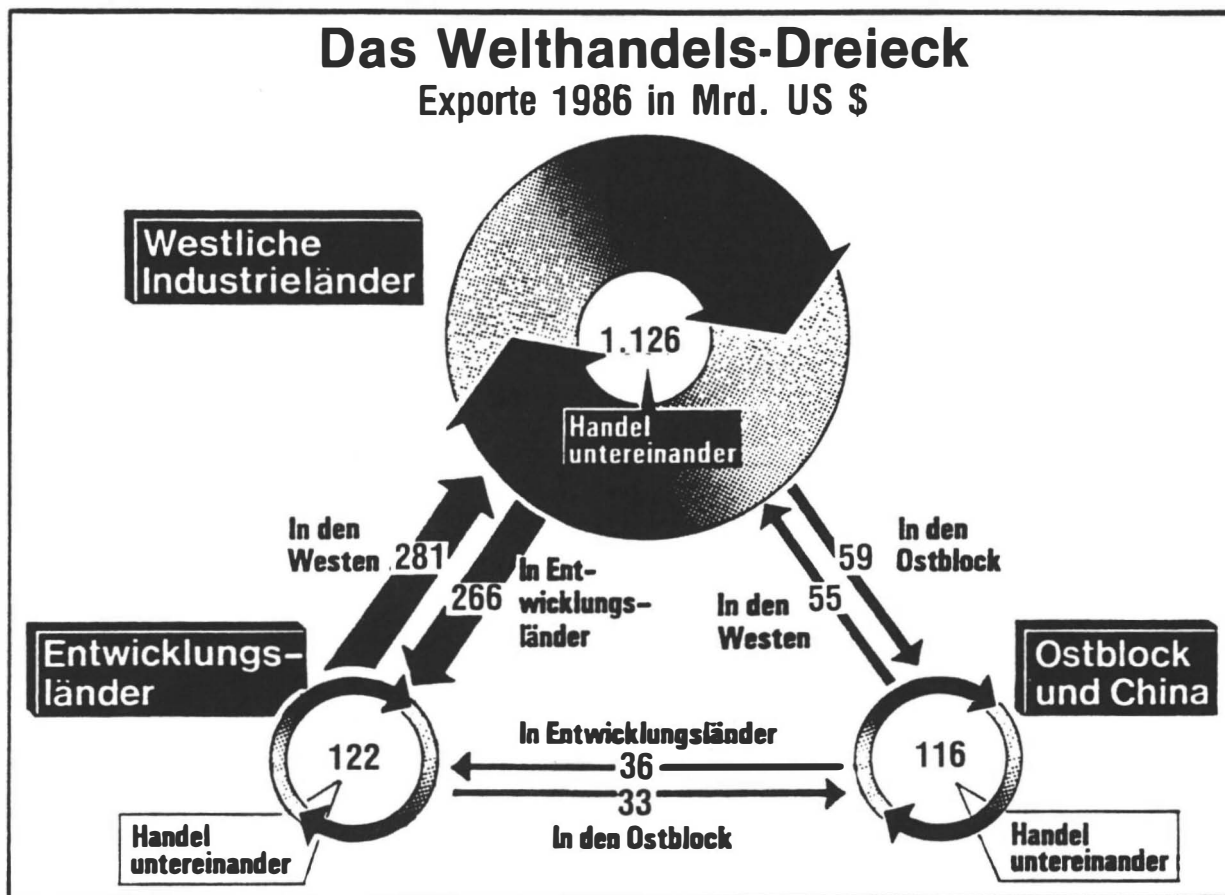 Das Welthandels-Dreieck
Exporte 1986 in Mrd. US $
Westliche
Industrieländer
1.126
Handel
untereinander
In den
Westen
281
266
In Ent-
wicklungs-
länder
59
In den
Ostblock
In den
Westen
55
Entwicklungs-
länder
122
Handel
untereinander
In Entwicklungsländer
36
33
In den Ostblock
Ostblock
und China
116
Handel
untereinander